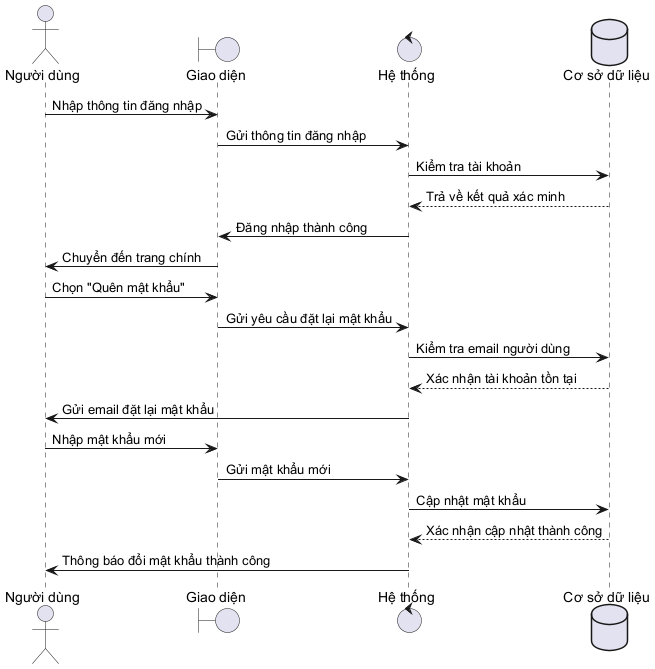 Người dùng
Giao diện
Hệ thống
Cơ sở dữ liệu
Nhập thông tin đăng nhập
Gửi thông tin đăng nhập
Kiểm tra tài khoản
Trả về kết quả xác minh
Đăng nhập thành công
Chuyển đến trang chính
Chọn "Quên mật khẩu"
Gửi yêu cầu đặt lại mật khẩu
Kiểm tra email người dùng
Xác nhận tài khoản tồn tại
Gửi email đặt lại mật khẩu
Nhập mật khẩu mới
Gửi mật khẩu mới
Cập nhật mật khẩu
Xác nhận cập nhật thành công
Thông báo đổi mật khẩu thành công
Người dùng
Giao diện
Hệ thống
Cơ sở dữ liệu